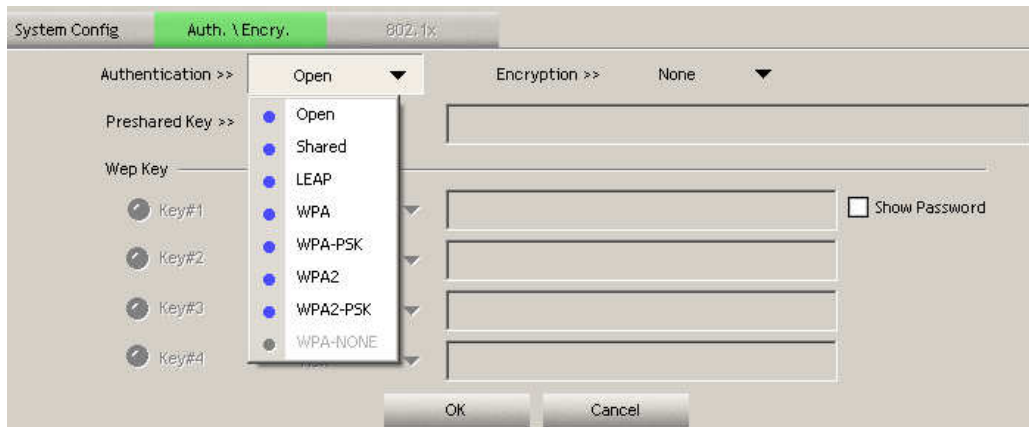 System Config
Auth. \ Encry.
802.1x
Authentication >>
Open
Encryption >>
None
Preshared Key >>
Open
Shared
LEAP
WPA
WPA-PSK
WPA2
WPA2-PSK
WPA-NONE
Wep Key
Key#1
Show Password
Key#2
Key#3
Key#4
OK
Cancel